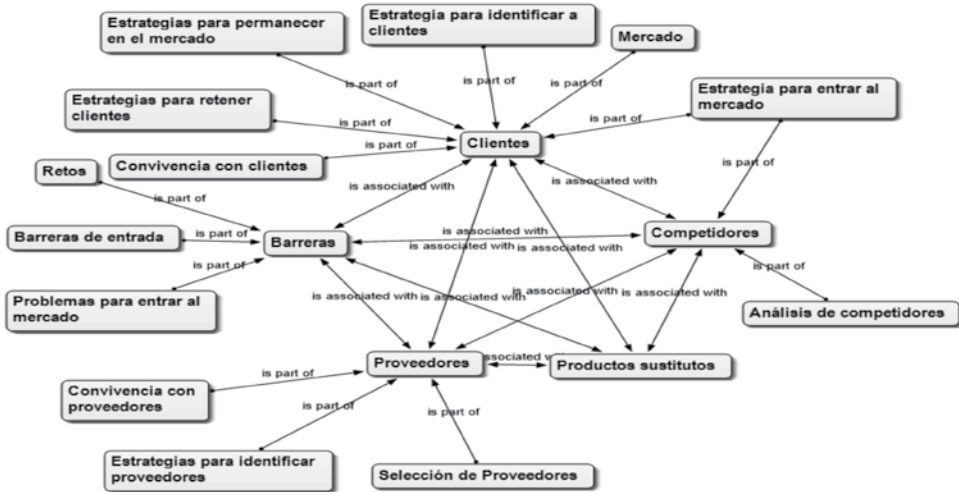 Estrategias para permanecer
en el mercado
Estrategia para identificar a
clientes
Mercado
is part of
is part of
is part of
Estrategia para entrar al
mercado
Estrategias para retener
clientes
is part of
is part of
Clientes
Convivencia con clientes
is part of
Retos
is part of
is associated with
is associated with
is part of
Barreras de entrada
is part of
Barreras
is associated with
Competidores
is associated with
is associated with
is part of
is part of
Problemas para entrar al
mercado
is associated with
is associated with
is associated with
is associated with
Análisis de competidores
Proveedores
associated with
Productos sustitutos
Convivencia con
proveedores
is part of
is part of
is part of
Estrategias para identificar
proveedores
Selección de Proveedores